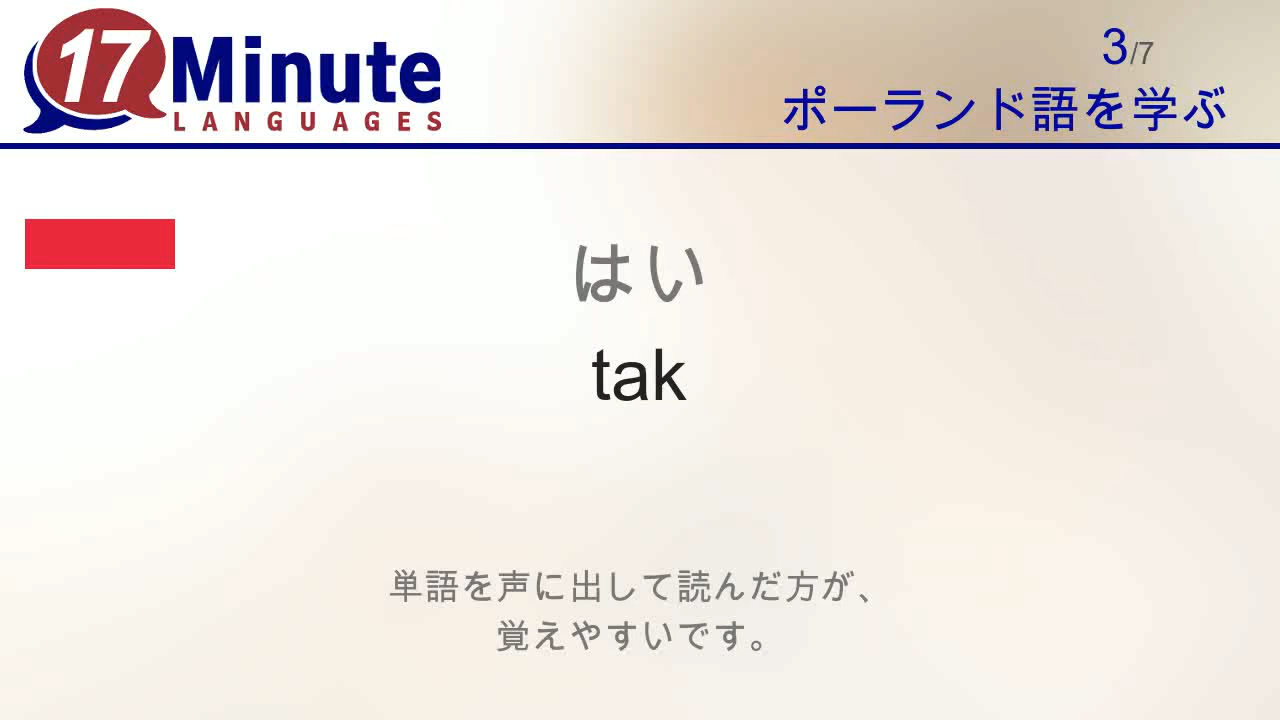 17 Minute
LANGUAGES
3/7
ポーランド語を学ぶ
はい
tak
単語を声に出して読んだ方が、
覚えやすいです。